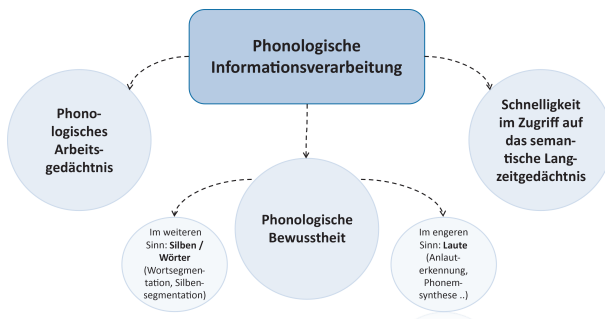 Phonologische
Informationsverarbeitung
Phono-
logisches
Arbeits-
gedächtnis
Schnelligkeit
im Zugriff auf
das seman-
tische Lang-
zeitgedächtnis
Phonologische
Bewusstheit
Im weiteren
Sinn: Silben /
Wörter
(Wortsegmen-
tation, Silben-
segmentation)
Im engeren
Sinn: Laute
(Anlaut-
erkennung,
Phonem-
synthese ..)